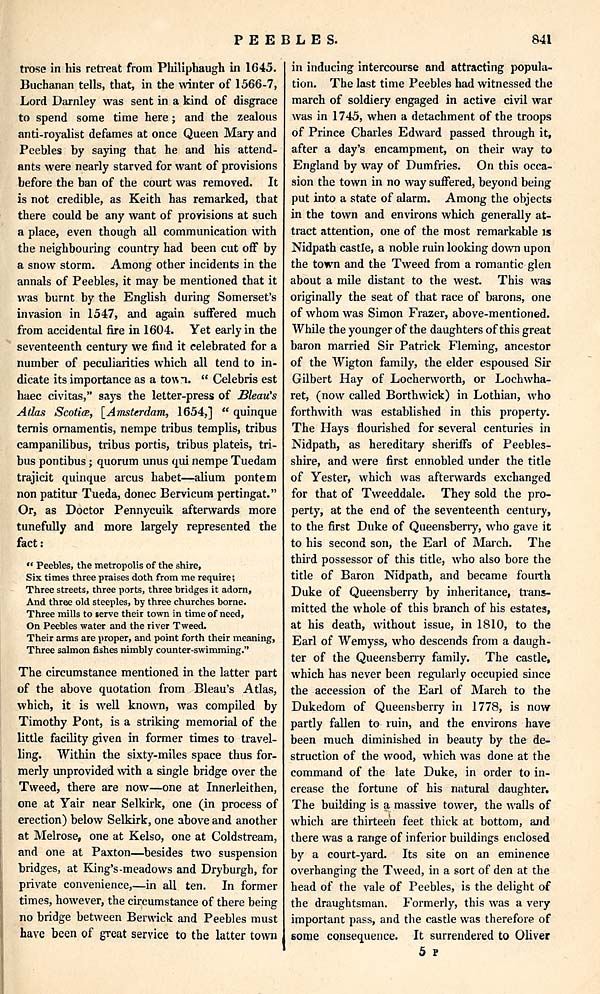 PEEBLES.
841
trose in his retreat from Philiphaugh in 1645.
Buchanan tells, that, in the winter of 1566-7,
Lord Darnley was sent in a kind of disgrace
to spend some time here ; and the zealous
anti-royalist defames at once Queen Mary and
Peebles by saying that he and his attend-
ants were nearly starved for want of provisions
before the ban of the court was removed. It
is not credible, as Keith has remarked, that
there could be any want of provisions at such
a place, even though all communication with
the neighbouring country had been cut off by
a snow storm. Among other incidents in the
annals of Peebles, it may be mentioned that it
was burnt by the English during Somerset's
invasion in 1547, and again suffered much
from accidental fire in 1604. Yet early in the
seventeenth century we find it celebrated for a
number of peculiarities which all tend to in-
dicate its importance as a town. “ Celebris est
haec civitas,” says the letter-press of Bleau's
Atlas Scotiæ, [Amsterdam, 1654,] “ quinque
ternis ornamentis, nempe tribus templis, tribus
campanilibus, tribus portis, tribus plateis, tri-
bus pontibus ; quorum unus qui nempe Tuedam
trajicit quinque arcus habet—alium pontem
non patitur Tueda, donec Bervicum pertingat.”
Or, as Doctor Pennycuik afterwards more
tunefully and more largely represented the
fact :
“ Peebles, the metropolis of the shire,
Six times three praises doth from me require;
Three streets, three ports, three bridges it adorn,
And three old steeples, by three churches borne.
Three mills to serve their town in time of need,
On Peebles water and the river Tweed.
Their arms are proper, and point forth their meaning,
Three salmon fishes nimbly counter-swimming.”
The circumstance mentioned in the latter part
of the above quotation from Bleau's Atlas,
which, it is well known, was compiled by
Timothy Pont, is a striking memorial of the
little facility given in former times to travel-
ling. Within the sixty-miles space thus for-
merly unprovided with a single bridge over the
Tweed, there are now—one at Innerleithen,
one at Yair near Selkirk, one (in process of
erection) below Selkirk, one above and another
at Melrose, one at Kelso, one at Coldstream,
and one at Paxton—besides two suspension
bridges, at King's-meadows and Dryburgh, for
private convenience,—in all ten. In former
times, however, the circumstance of there being
no bridge between Berwick and Peebles must
have been of great service to the latter town
in inducing intercourse and attracting popula-
tion. The last time Peebles had witnessed the
march of soldiery engaged in active civil war
was in 1745, when a detachment of the troops
of Prince Charles Edward passed through it,
after a day's encampment, on their way to
England by way of Dumfries. On this occa-
sion the town in no way suffered, beyond being
put into a state of alarm. Among the objects
in the town and environs which generally at-
tract attention, one of the most remarkable is
Nidpath castle, a noble ruin looking down upon
the town and the Tweed from a romantic glen
about a mile distant to the west. This was
originally the seat of that race of barons, one
of whom was Simon Frazer, above-mentioned.
While the younger of the daughters of this great
baron married Sir Patrick Fleming, ancestor
of the Wigton family, the elder espoused Sir
Gilbert Hay of Locherworth, or Lochwha-
ret, (now called Borthwick) in Lothian, who
forthwith was established in this property.
The Hays flourished for several centuries in
Nidpath, as hereditary sheriffs of Peebles-
shire, and were first ennobled under the title
of Yester, which was afterwards exchanged
for that of Tweeddale. They sold the pro-
perty, at the end of the seventeenth century,
to the first Duke of Queensberry, who gave it
to his second son, the Earl of March. The
third possessor of this title, who also bore the
title of Baron Nidpath, and became fourth
Duke of Queensberry by inheritance, trans-
mitted the whole of this branch of his estates,
at his death, without issue, in 1810, to the
Earl of Wemyss, who descends from a daugh-
ter of the Queensberry family. The castle,
which has never been regularly occupied since
the accession of the Earl of March to the
Dukedom of Queensberry in 1778, is now
partly fallen to ruin, and the environs have
been much diminished in beauty by the de-
struction of the wood, which was done at the
command of the late Duke, in order to in-
crease the fortune of his natural daughter.
The building is a massive tower, the walls of
which are thirteen feet thick at bottom, and
there was a range of inferior buildings enclosed
by a court-yard. Its site on an eminence
overhanging the Tweed, in a sort of den at the
head of the vale of Peebles, is the delight of
the draughtsman. Formerly, this was a very
important pass, and the castle was therefore of
some consequence. It surrendered to Oliver
5 P